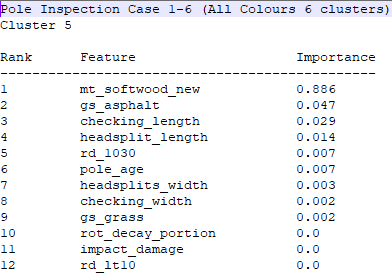 Pole Inspection Case 1-6 (All Colours 6 clusters)
Cluster 5
Rank Feature Importance
------------------------------------------------
1 mt_softwood_new 0.886
2 gs_asphalt 0.047
3 checking_length 0.029
4 headsplit_length 0.014
5 rd_1030 0.007
6 pole_age 0.007
7 headsplits_width 0.003
8 checking_width 0.002
9 gs_grass 0.002
10 rot_decay_portion 0.0
11 impact_damage 0.0
12 rd_lt10 0.0